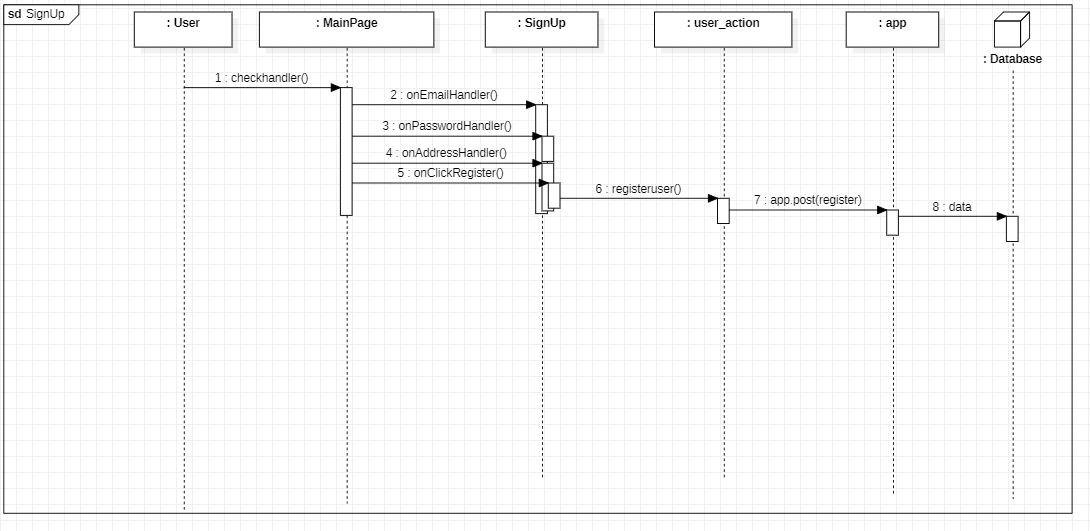 sd SignUp
: User
: MainPage
: SignUp
: user_action
: app
: Database
1 : checkhandler()
2 : onEmailHandler()
3 : onPasswordHandler()
4 : onAddressHandler()
5 : onClickRegister()
6 : registeruser()
7 : app.post(register)
8 : data